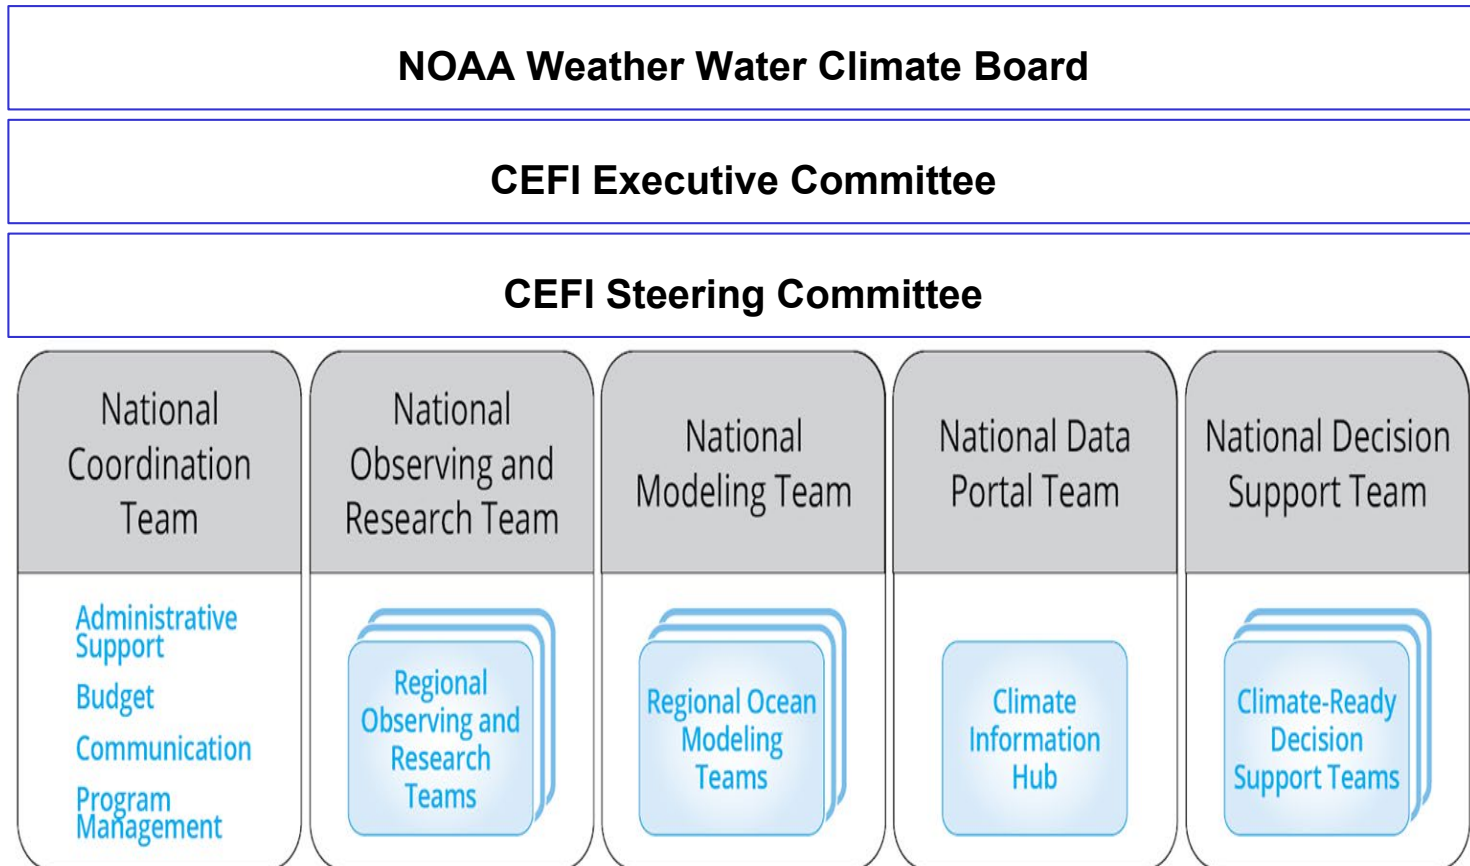 NOAA Weather Water Climate Board
CEFI Executive Committee
CEFI Steering Committee
National
Coordination
Team
National
Observing and
Research Team
National
Modeling Team
National Data
Portal Team
National Decision
Support Team
Administrative
Support
Budget
Communication
Program
Management
Regional
Observing and
Research
Teams
Regional Ocean
Modeling
Teams
Climate
Information
Hub
Climate-Ready
Decision
Support Teams